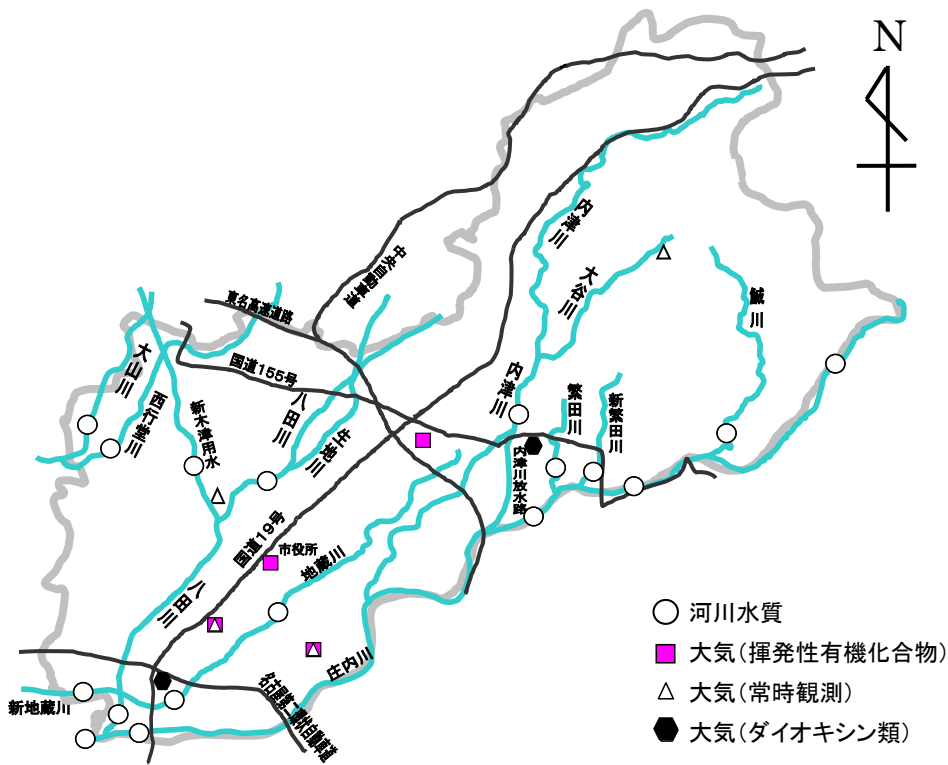 N
内津川
大谷川
中央自動車道
鯎川
東名高速道路
大山川
国道155号
内津川
西行堂川
八田川
繁田川
新繁田川
新木津用水
生地川
内津川放水路
国道19号
市役所
地蔵川
八田川
庄内川
新地蔵川
○ 河川水質
大気(揮発性有機化合物)
△ 大気(常時観測)
大気(ダイオキシン類)